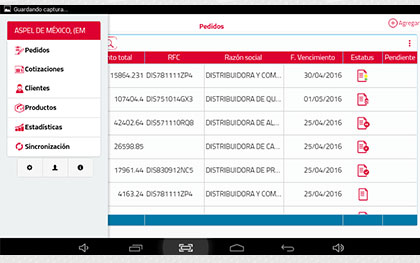 Guardando captura...
ASPEL DE MÉXICO, (EM
Pedidos
Agregar
Pedidos
Cotizaciones
Clientes
Productos
Estadísticas
Sincronización
nto total RFC Razón social F. Vencimiento Estatus Pendiente
15864.231 DIS781111ZP4 DISTRIBUIDORA Y COM... 30/04/2016
107404.4 DIS751014GX3 DISTRIBUIDORA DE QU... 01/05/2016
42402.64 DIS571110RQ8 DISTRIBUIDORA DE AL... 25/04/2016
26598.85 DISTRIBUIDORA DE CA... 25/04/2016
17961.44 DIS830912NC5 DISTRIBUIDORA DE PR... 25/04/2016
4163.24 DIS781111ZP4 DISTRIBUIDORA Y COM... 25/04/2016